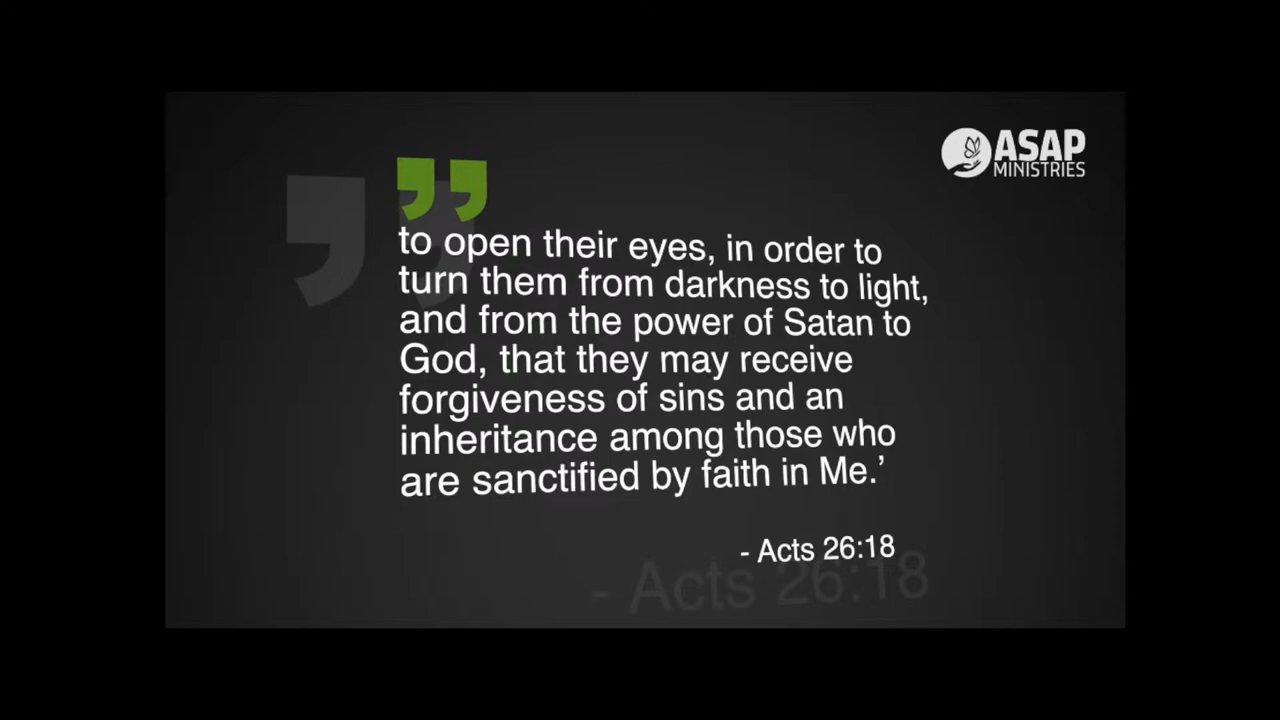 ASAP
MINISTRIES
”
to open their eyes, in order to
turn them from darkness to light,
and from the power of Satan to
God, that they may receive
forgiveness of sins and an
inheritance among those who
are sanctified by faith in Me.’
- Acts 26:18
- Acts 26:18